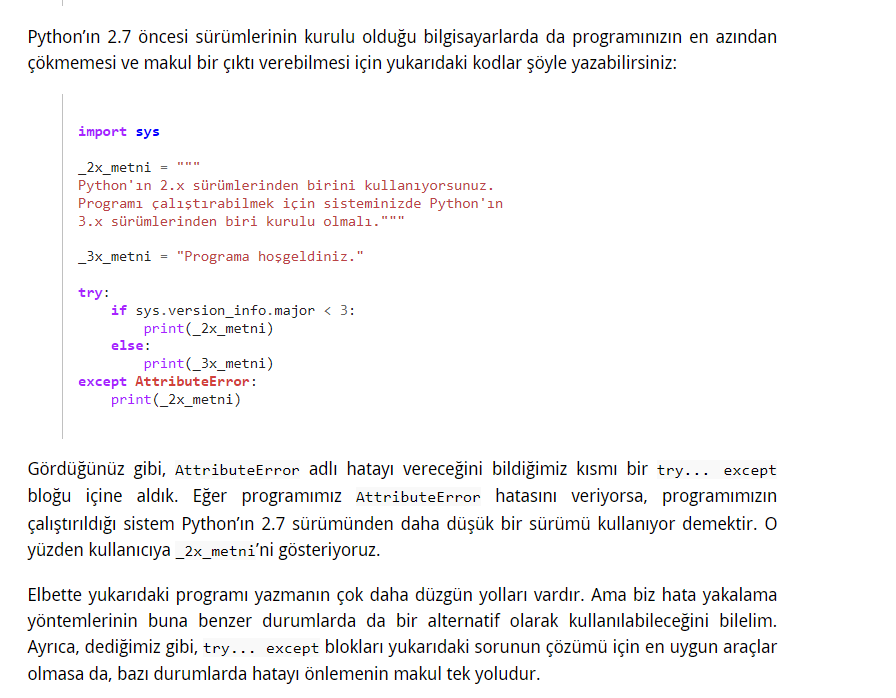 Python’ın 2.7 öncesi sürümlerinin kurulu olduğu bilgisayarlarda da programınızın en azından
çökmemesi ve makul bir çıktı verebilmesi için yukarıdaki kodlar şöyle yazabilirsiniz:
import sys
_2x_metni = """
Python'ın 2.x sürümlerinden birini kullanıyorsunuz.
Programı çalıştırabilmek için sisteminizde Python'ın
3.x sürümlerinden biri kurulu olmalı."""
_3x_metni = "Programa hoşgeldiniz."
try:
    if sys.version_info.major < 3:
        print(_2x_metni)
    else:
        print(_3x_metni)
except AttributeError:
    print(_2x_metni)
Gördüğünüz gibi, AttributeError adlı hatayı vereceğini bildiğimiz kısmı bir try... except
bloğu içine aldık. Eğer programımız AttributeError hatasını veriyorsa, programımızın
çalıştırıldığı sistem Python’ın 2.7 sürümünden daha düşük bir sürümü kullanıyor demektir. O
yüzden kullanıcıya _2x_metni’ni gösteriyoruz.
Elbette yukarıdaki programı yazmanın çok daha düzgün yolları vardır. Ama biz hata yakalama
yöntemlerinin buna benzer durumlarda da bir alternatif olarak kullanılabileceğini bilelim.
Ayrıca, dediğimiz gibi, try... except blokları yukarıdaki sorunun çözümü için en uygun araçlar
olmasa da, bazı durumlarda hatayı önlemenin makul tek yoludur.